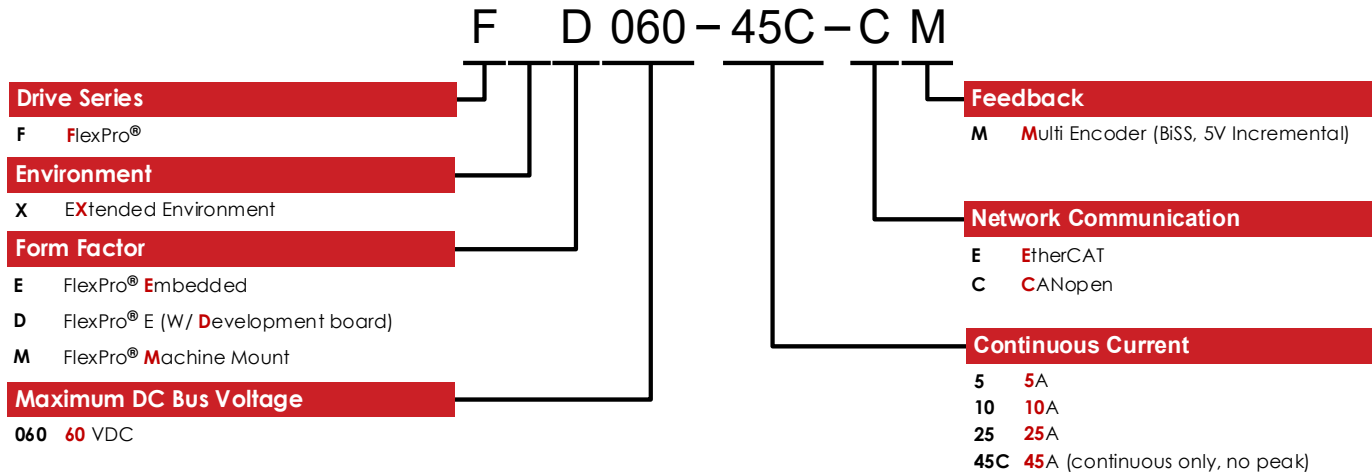 F D 060 – 45C – C M
Drive Series
F FlexPro®
Environment
X EXtended Environment
Form Factor
E FlexPro® Embedded
D FlexPro® E (W/ Development board)
M FlexPro® Machine Mount
Maximum DC Bus Voltage
060 60 VDC
Feedback
M Multi Encoder (BiSS, 5V Incremental)
Network Communication
E EtherCAT
C CANopen
Continuous Current
5 5A
10 10A
25 25A
45C 45A (continuous only, no peak)